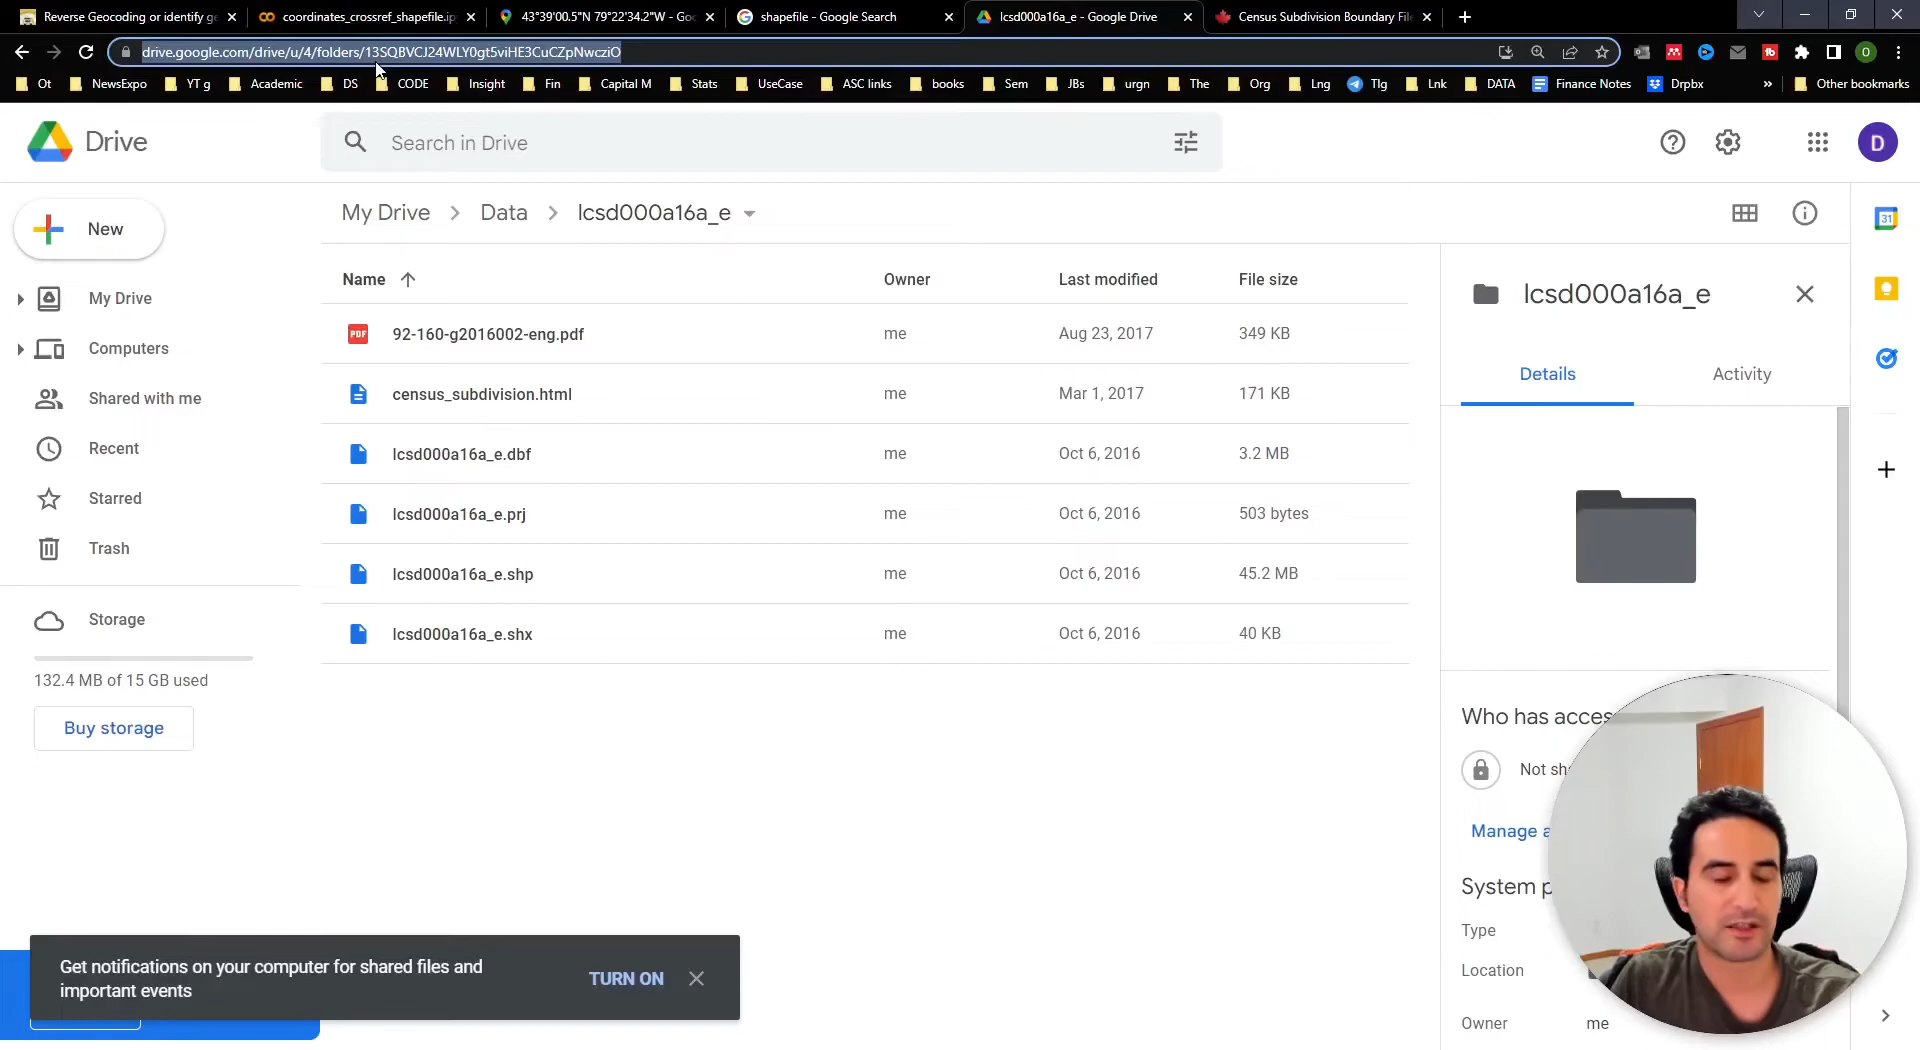 Reverse Geocoding or identify ge
coordinates_crossref_shapefile.ip
43°39'00.5"N 79°22'34.2"W - Goo
shapefile - Google Search
lcsd000a16a_e - Google Drive
Census Subdivision Boundary File
drive.google.com/drive/u/4/folders/13SQBVCJ24WLY0gt5viHE3CuCZpNwcziO
Ot
NewsExpo
YT g
Academic
DS
CODE
Insight
Fin
Capital M
Stats
UseCase
ASC links
books
Sem
JBs
urgn
The
Org
Lng
Tlg
Lnk
DATA
Finance Notes
Drpbx
»
Other bookmarks
Drive
Search in Drive
D
New
My Drive
Computers
Shared with me
Recent
Starred
Trash
Storage
132.4 MB of 15 GB used
Buy storage
My Drive > Data > lcsd000a16a_e
Name Owner Last modified File size
92-160-g2016002-eng.pdf me Aug 23, 2017 349 KB
census_subdivision.html me Mar 1, 2017 171 KB
lcsd000a16a_e.dbf me Oct 6, 2016 3.2 MB
lcsd000a16a_e.prj me Oct 6, 2016 503 bytes
lcsd000a16a_e.shp me Oct 6, 2016 45.2 MB
lcsd000a16a_e.shx me Oct 6, 2016 40 KB
lcsd000a16a_e
Details
Activity
Who has acces
Not sh
Manage a
System p
Type
Location
Owner me
Get notifications on your computer for shared files and
important events
TURN ON